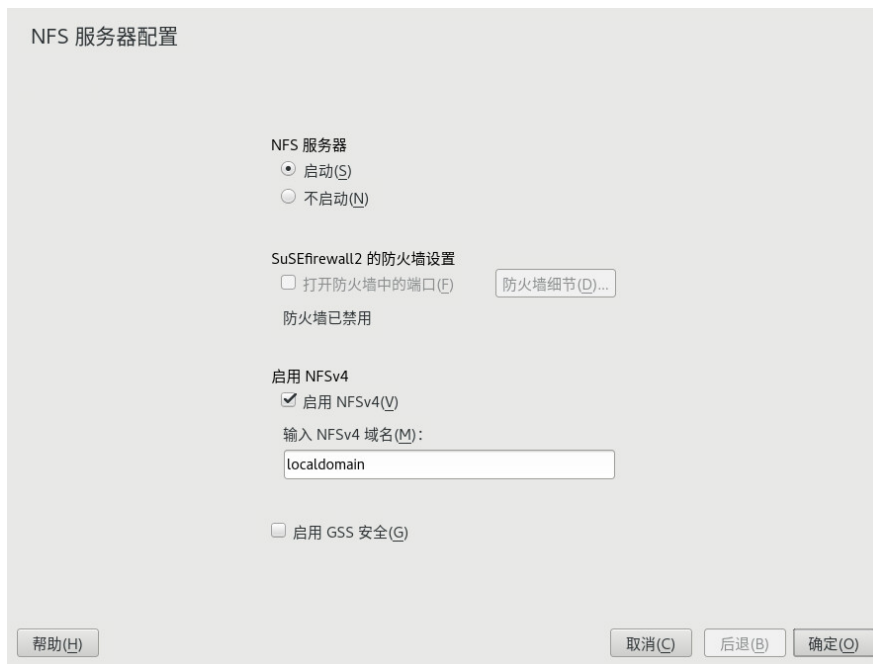 NFS 服务器配置
NFS 服务器
启动(S)
不启动(N)
SuSEfirewall2 的防火墙设置
打开防火墙中的端口(F) 防火墙细节(D)...
防火墙已禁用
启用 NFSv4
启用 NFSv4(V)
输入 NFSv4 域名(M):
localdomain
启用 GSS 安全(G)
帮助(H) 取消(C) 后退(B) 确定(O)